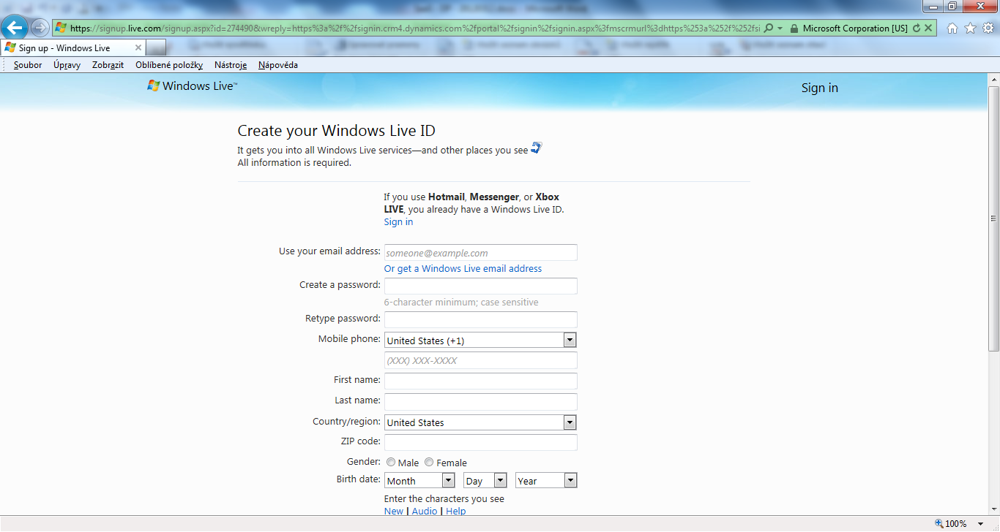 https://signup.live.com/signup.aspx?id=274490&wreply=https%3a%2f%2fsignin.crm4.dynamics.com%2fportal%2fsignin%2fsignin.aspx%3fmscrmurl%3dhttps%253a%252f%252fsi
Microsoft Corporation [US]
Sign up - Windows Live
Soubor Úpravy Zobrazit Oblíbené položky Nástroje Nápověda
Windows Live™
Sign in
Create your Windows Live ID
It gets you into all Windows Live services—and other places you see
All information is required.
If you use Hotmail, Messenger, or Xbox
LIVE, you already have a Windows Live ID.
Sign in
Use your email address: someone@example.com
Or get a Windows Live email address
Create a password:
6-character minimum; case sensitive
Retype password:
Mobile phone: United States (+1)
(XXX) XXX-XXXX
First name:
Last name:
Country/region: United States
ZIP code:
Gender: Male Female
Birth date: Month Day Year
Enter the characters you see
New | Audio | Help
100%